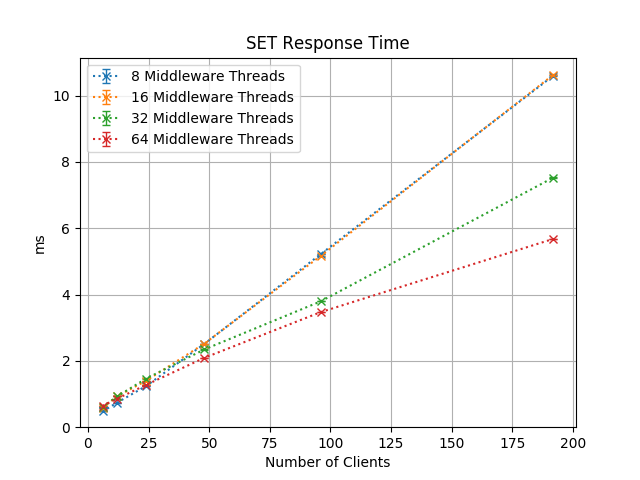 SET Response Time
8 Middleware Threads
16 Middleware Threads
32 Middleware Threads
64 Middleware Threads
10
8
6
4
2
0
ms
0 25 50 75 100 125 150 175 200
Number of Clients